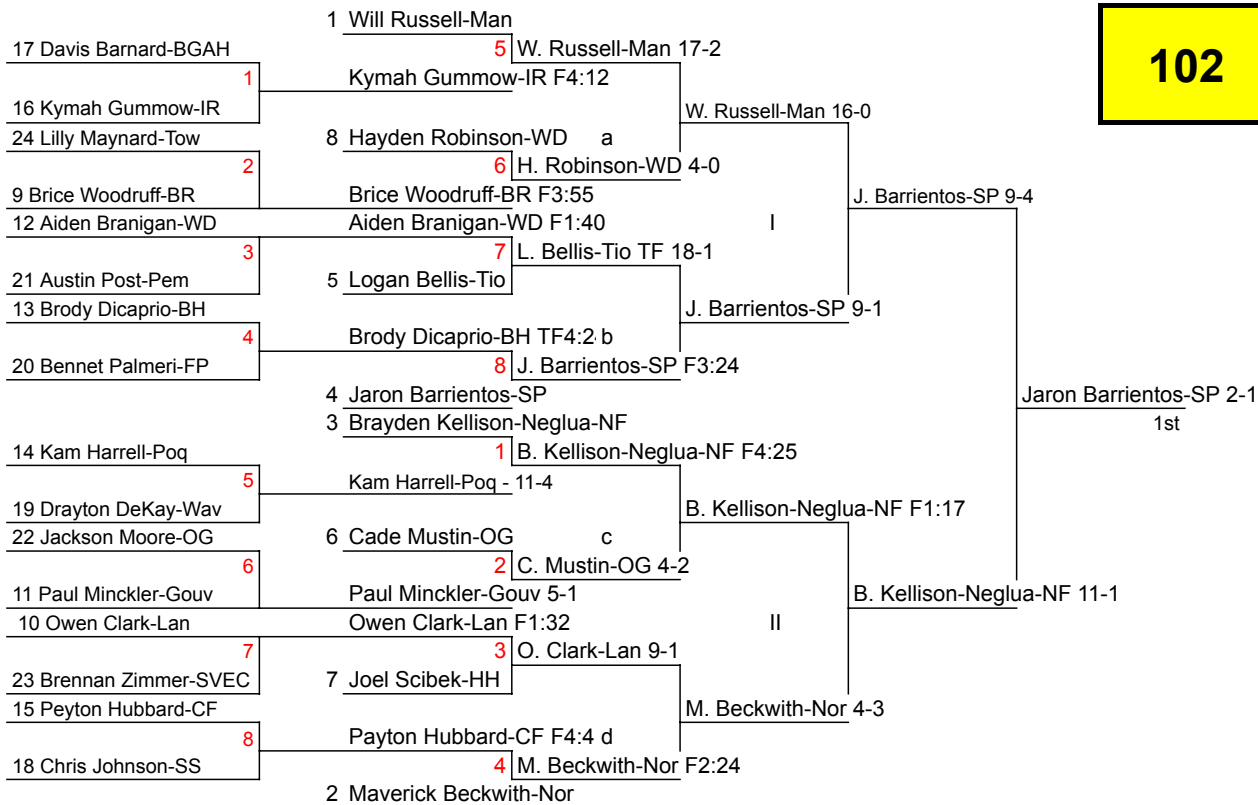 1 Will Russell-Man
102
17 Davis Barnard-BGAH
5 W. Russell-Man 17-2
1
Kymah Gummow-IR F4:12
16 Kymah Gummow-IR
W. Russell-Man 16-0
24 Lilly Maynard-Tow
8 Hayden Robinson-WD a
2
6 H. Robinson-WD 4-0
9 Brice Woodruff-BR
Brice Woodruff-BR F3:55
J. Barrientos-SP 9-4
12 Aiden Branigan-WD
Aiden Branigan-WD F1:40
I
3
7 L. Bellis-Tio TF 18-1
21 Austin Post-Pem
5 Logan Bellis-Tio
13 Brody Dicaprio-BH
J. Barrientos-SP 9-1
4
Brody Dicaprio-BH TF4:2 b
20 Bennet Palmeri-FP
8 J. Barrientos-SP F3:24
4 Jaron Barrientos-SP
Jaron Barrientos-SP 2-1
3 Brayden Kellison-Neglua-NF
1st
14 Kam Harrell-Poq
1 B. Kellison-Neglua-NF F4:25
5
Kam Harrell-Poq - 11-4
19 Drayton DeKay-Wav
B. Kellison-Neglua-NF F1:17
22 Jackson Moore-OG
6 Cade Mustin-OG c
6
2 C. Mustin-OG 4-2
11 Paul Minckler-Gouv
Paul Minckler-Gouv 5-1
B. Kellison-Neglua-NF 11-1
10 Owen Clark-Lan
Owen Clark-Lan F1:32
II
7
3 O. Clark-Lan 9-1
23 Brennan Zimmer-SVEC
7 Joel Scibek-HH
15 Peyton Hubbard-CF
M. Beckwith-Nor 4-3
8
Payton Hubbard-CF F4:4 d
18 Chris Johnson-SS
4 M. Beckwith-Nor F2:24
2 Maverick Beckwith-Nor